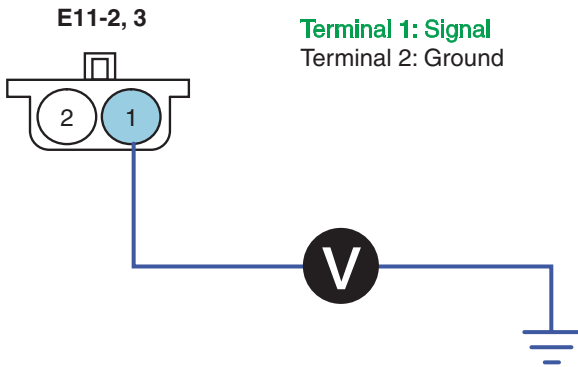 E11-2, 3
Terminal 1: Signal
Terminal 2: Ground
2
1
V